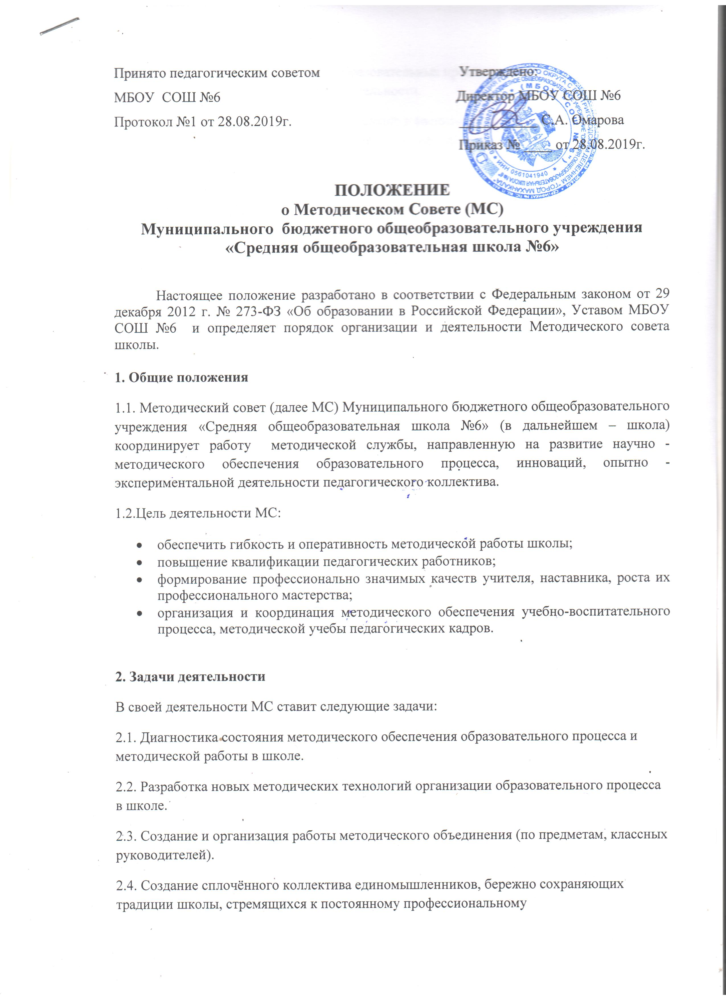 Принято педагогическим советом
МБОУ СОШ №6
Протокол №1 от 28.08.2019г.
Утверждено:
Директор МБОУ СОШ №6
____________ С.А. Омарова
Приказ № ____ от 28.08.2019г.
(МБОУ "СОШ № 6")
* ИНН 0561041940 *
ПОЛОЖЕНИЕ
о Методическом Совете (МС)
Муниципального бюджетного общеобразовательного учреждения
«Средняя общеобразовательная школа №6»
Настоящее положение разработано в соответствии с Федеральным законом от 29
декабря 2012 г. № 273-ФЗ «Об образовании в Российской Федерации», Уставом МБОУ
СОШ №6 и определяет порядок организации и деятельности Методического совета
школы.
1. Общие положения
1.1. Методический совет (далее МС) Муниципального бюджетного общеобразовательного
учреждения «Средняя общеобразовательная школа №6» (в дальнейшем – школа)
координирует работу методической службы, направленную на развитие научно -
методического обеспечения образовательного процесса, инноваций, опытно -
экспериментальной деятельности педагогического коллектива.
1.2.Цель деятельности МС:
• обеспечить гибкость и оперативность методической работы школы;
• повышение квалификации педагогических работников;
• формирование профессионально значимых качеств учителя, наставника, роста их
профессионального мастерства;
• организация и координация методического обеспечения учебно-воспитательного
процесса, методической учебы педагогических кадров.
2. Задачи деятельности
В своей деятельности МС ставит следующие задачи:
2.1. Диагностика состояния методического обеспечения образовательного процесса и
методической работы в школе.
2.2. Разработка новых методических технологий организации образовательного процесса
в школе.
2.3. Создание и организация работы методического объединения (по предметам, классных
руководителей).
2.4. Создание сплочённого коллектива единомышленников, бережно сохраняющих
традиции школы, стремящихся к постоянному профессиональному